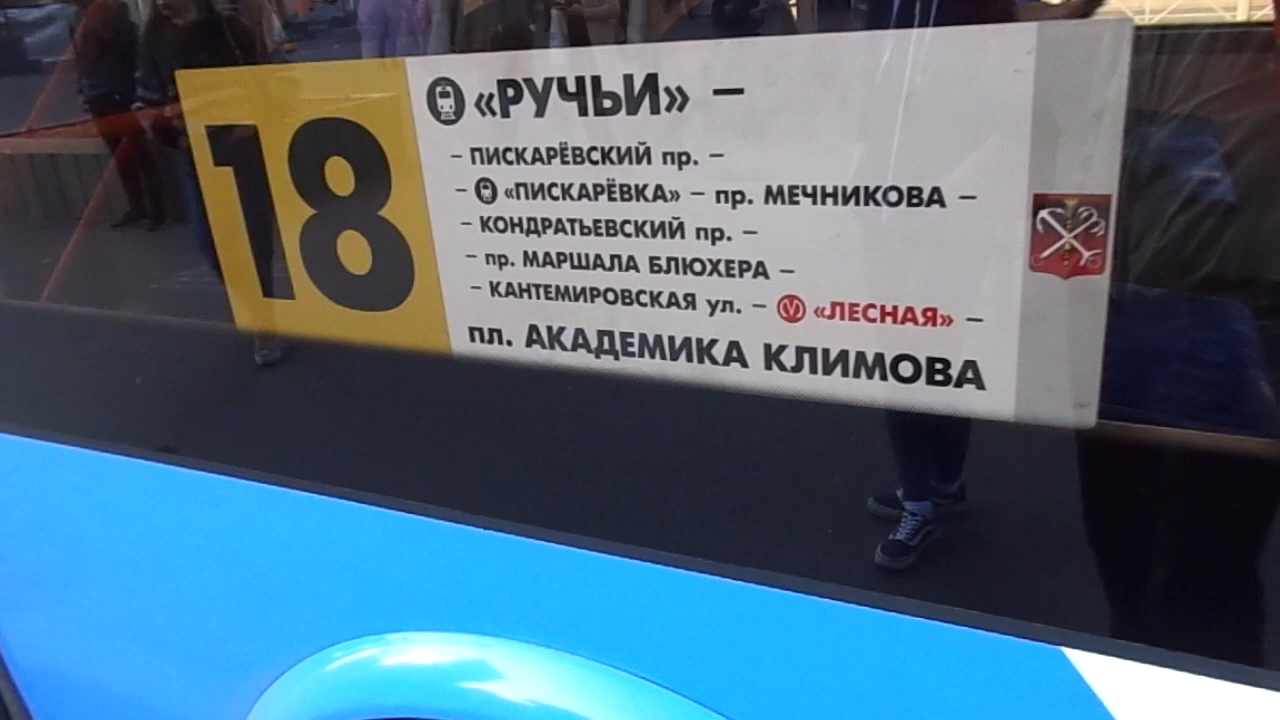 18
«РУЧЬИ» –
– ПИСКАРЁВСКИЙ пр. –
– «ПИСКАРЁВКА» – пр. МЕЧНИКОВА –
– КОНДРАТЬЕВСКИЙ пр. –
– пр. МАРШАЛА БЛЮХЕРА –
– КАНТЕМИРОВСКАЯ ул. – «ЛЕСНАЯ» –
пл. АКАДЕМИКА КЛИМОВА